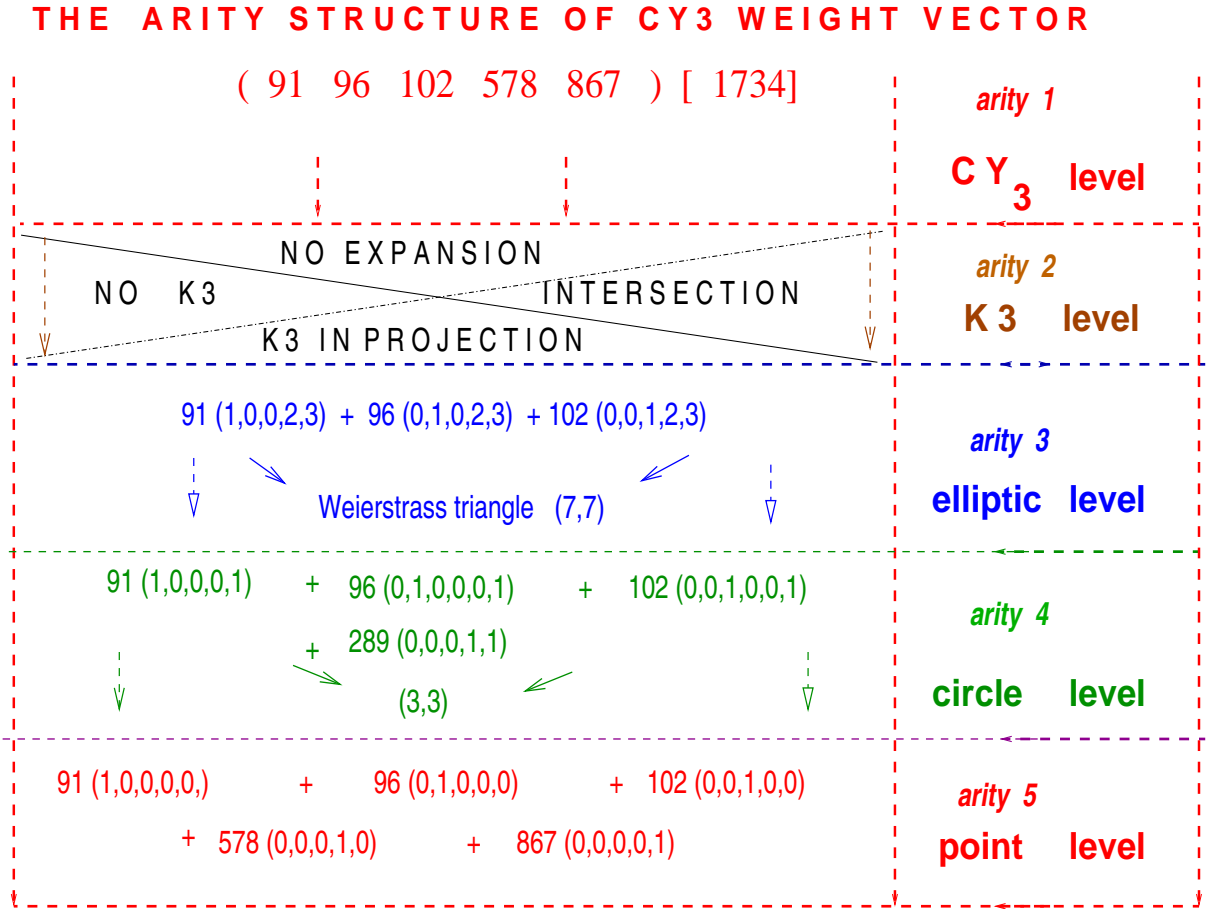 THE ARITY STRUCTURE OF CY3 WEIGHT VECTOR
( 91 96 102 578 867 ) [ 1734]
arity 1
CY3 level
NO EXPANSION
NO K3 INTERSECTION
K3 IN PROJECTION
arity 2
K3 level
91 (1,0,0,2,3) + 96 (0,1,0,2,3) + 102 (0,0,1,2,3)
Weierstrass triangle (7,7)
arity 3
elliptic level
91 (1,0,0,0,1) + 96 (0,1,0,0,0,1) + 102 (0,0,1,0,0,1)
+ 289 (0,0,0,1,1)
(3,3)
arity 4
circle level
91 (1,0,0,0,0,) + 96 (0,1,0,0,0) + 102 (0,0,1,0,0)
+ 578 (0,0,0,1,0) + 867 (0,0,0,0,1)
arity 5
point level